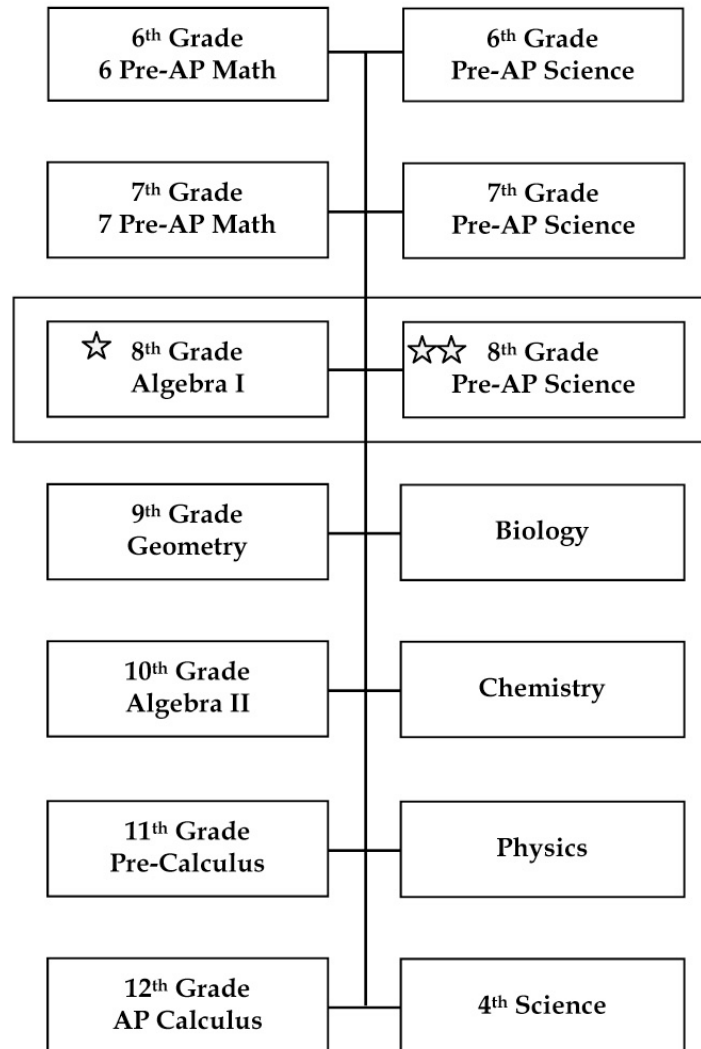 6th Grade
6 Pre-AP Math
6th Grade
Pre-AP Science
7th Grade
7 Pre-AP Math
7th Grade
Pre-AP Science
8th Grade
Algebra I
8th Grade
Pre-AP Science
9th Grade
Geometry
Biology
10th Grade
Algebra II
Chemistry
11th Grade
Pre-Calculus
Physics
12th Grade
AP Calculus
4th Science